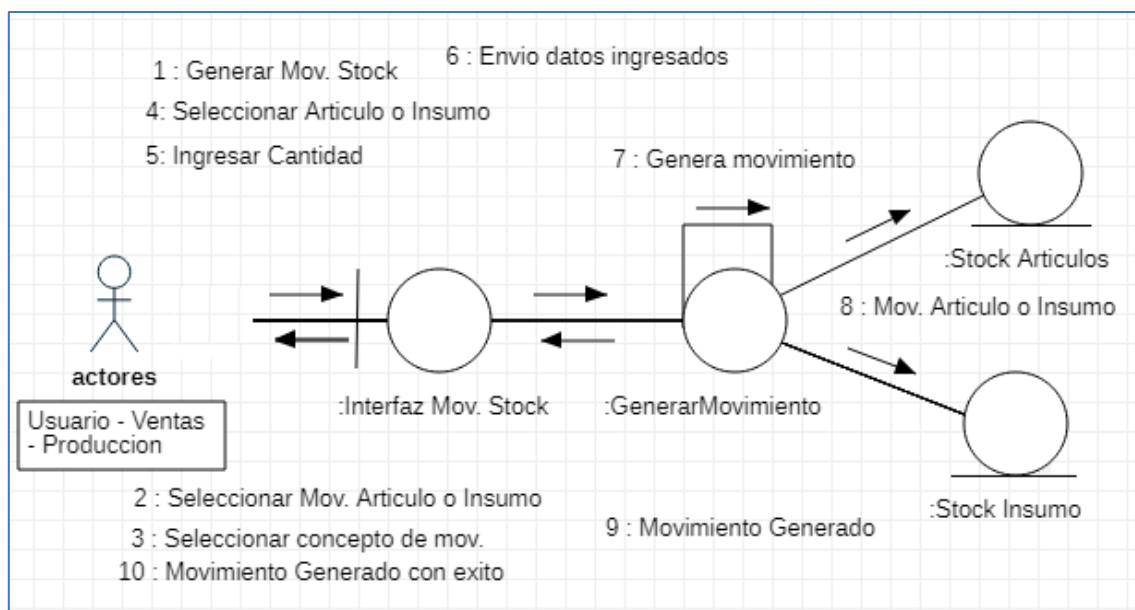 1 : Generar Mov. Stock
6 : Envio datos ingresados
4: Seleccionar Articulo o Insumo
5: Ingresar Cantidad
7 : Genera movimiento
:Stock Articulos
8 : Mov. Articulo o Insumo
actores
:Interfaz Mov. Stock
:GenerarMovimiento
Usuario - Ventas
- Produccion
2 : Seleccionar Mov. Articulo o Insumo
3 : Seleccionar concepto de mov.
10 : Movimiento Generado con exito
9 : Movimiento Generado
:Stock Insumo